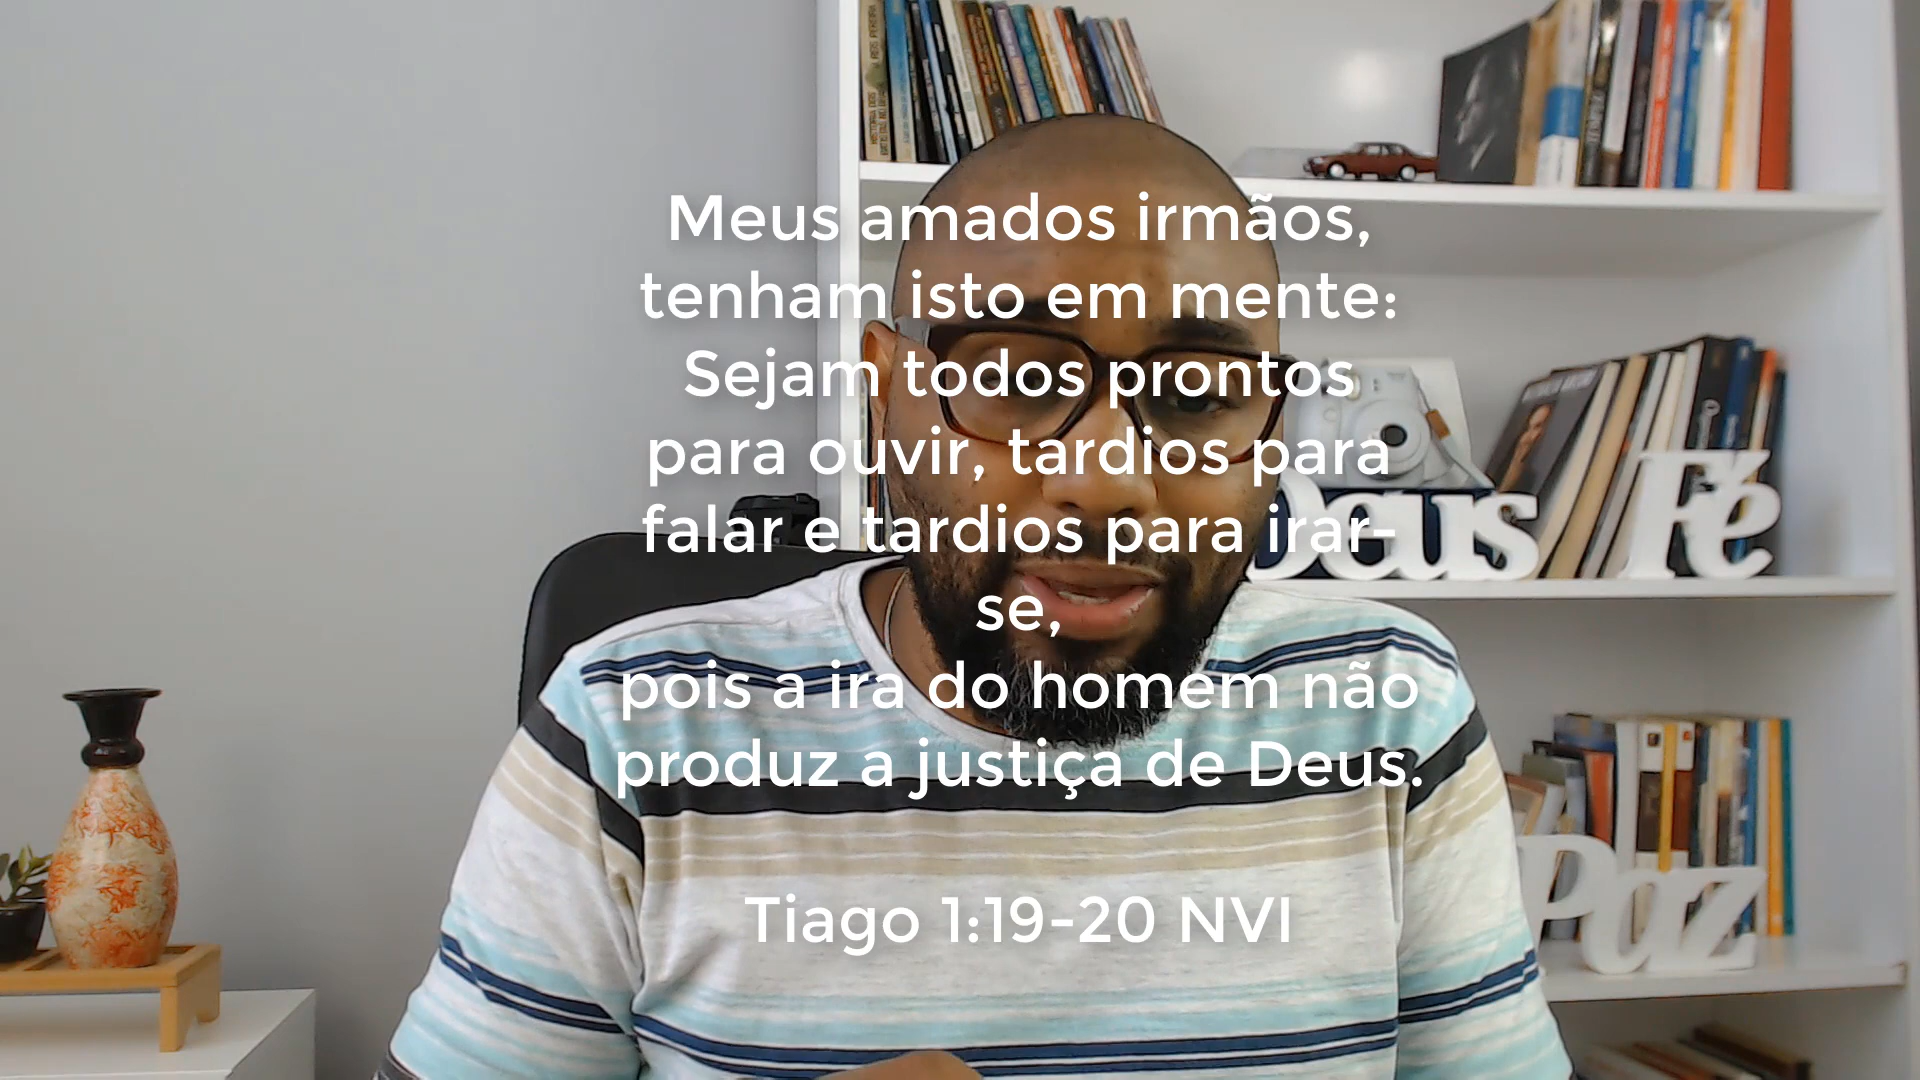 Meus amados irmãos,
tenham isto em mente:
Sejam todos prontos
para ouvir, tardios para
falar e tardios para irar-
se,
pois a ira do homem não
produz a justiça de Deus.
Tiago 1:19-20 NVI
Deus
Fé
Paz